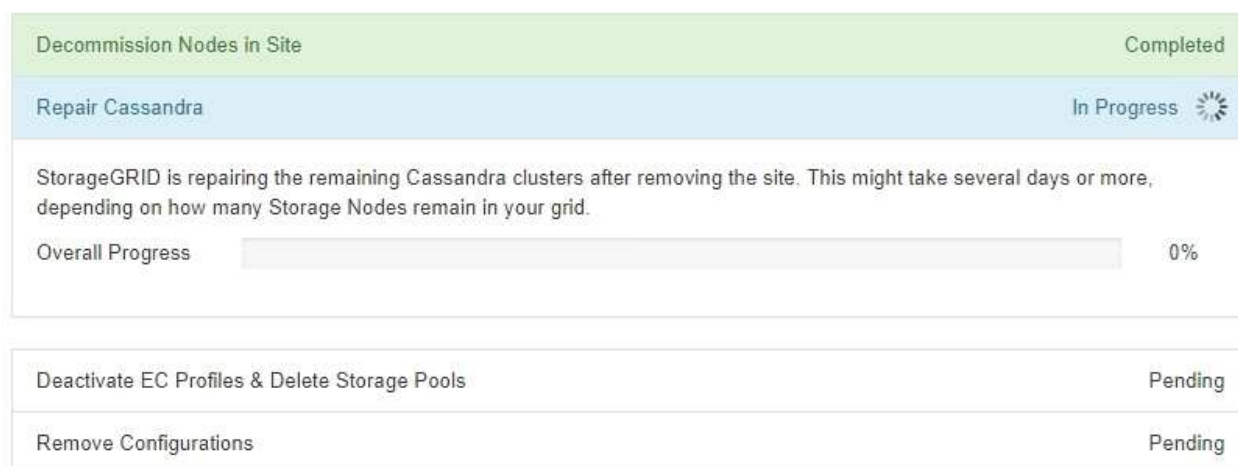 Decommission Nodes in Site Completed
Repair Cassandra In Progress
StorageGRID is repairing the remaining Cassandra clusters after removing the site. This might take several days or more,
depending on how many Storage Nodes remain in your grid.
Overall Progress 0%
Deactivate EC Profiles & Delete Storage Pools Pending
Remove Configurations Pending